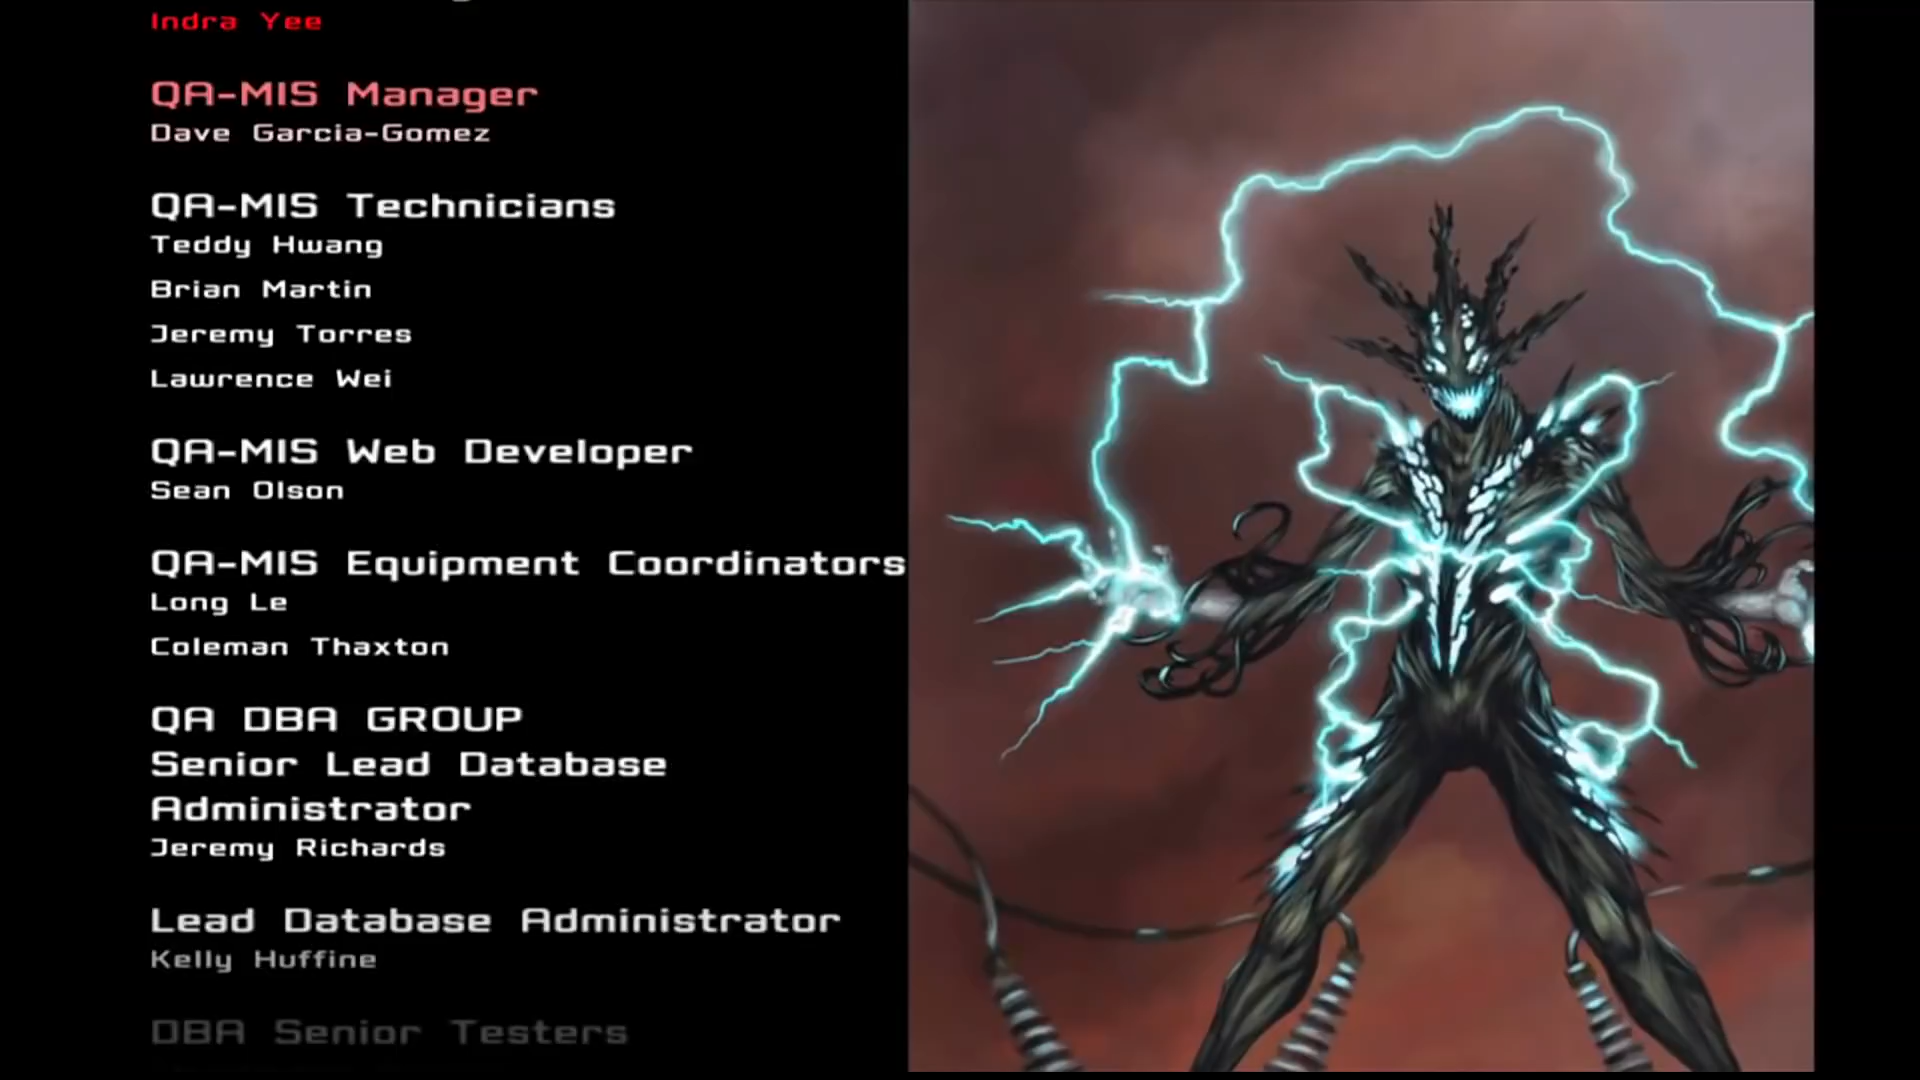 Indra Yee
QA-MIS Manager
Dave Garcia-Gomez
QA-MIS Technicians
Teddy Hwang
Brian Martin
Jeremy Torres
Lawrence Wei
QA-MIS Web Developer
Sean Olson
QA-MIS Equipment Coordinators
Long Le
Coleman Thaxton
QA DBA GROUP
Senior Lead Database
Administrator
Jeremy Richards
Lead Database Administrator
Kelly Huffine
DBA Senior Testers